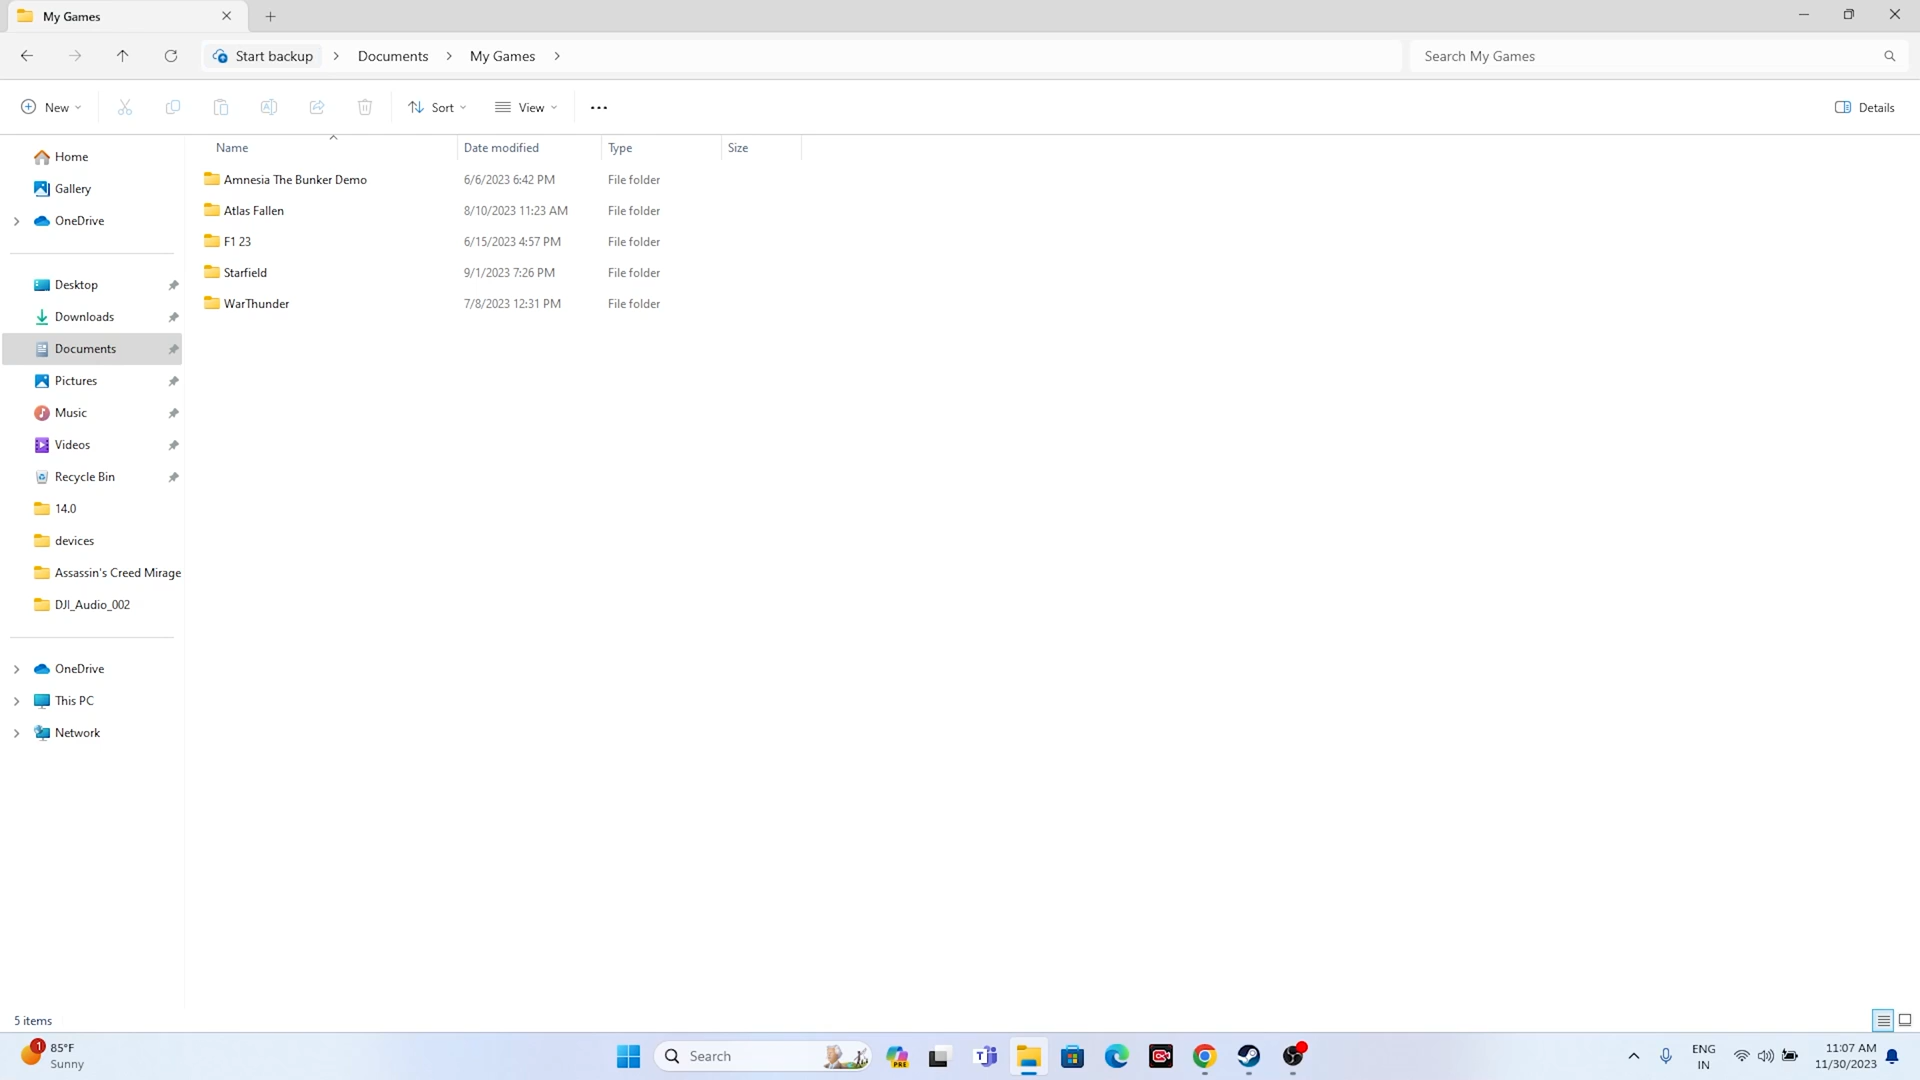 My Games
Start backup
Documents
My Games
Search My Games
New
Sort
View
Details
Name
Date modified
Type
Size
Home
Gallery
OneDrive
Desktop
Downloads
Documents
Pictures
Music
Videos
Recycle Bin
14.0
devices
Assassin's Creed Mirage
DJI_Audio_002
OneDrive
This PC
Network
Amnesia The Bunker Demo 6/6/2023 6:42 PM File folder
Atlas Fallen 8/10/2023 11:23 AM File folder
F1 23 6/15/2023 4:57 PM File folder
Starfield 9/1/2023 7:26 PM File folder
WarThunder 7/8/2023 12:31 PM File folder
5 items
1
85°F
Sunny
Search
PRE
ENG
IN
11:07 AM
11/30/2023